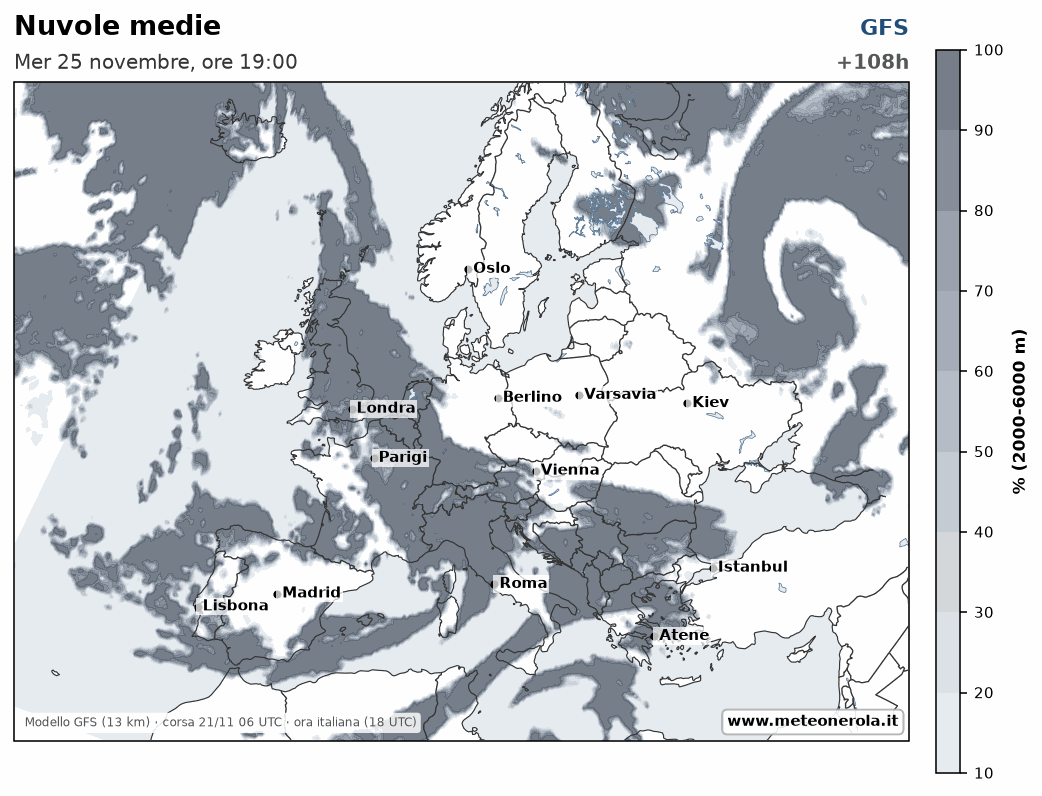 Nuvole medie
GFS
Mer 25 novembre, ore 19:00
+108h
100
90
80
70
60
50
40
30
20
10
% (2000-6000 m)
Oslo
Berlino
Varsavia
Kiev
Londra
Parigi
Vienna
Istanbul
Roma
Madrid
Lisbona
Atene
Modello GFS (13 km) · corsa 21/11 06 UTC · ora italiana (18 UTC)
www.meteonerola.it